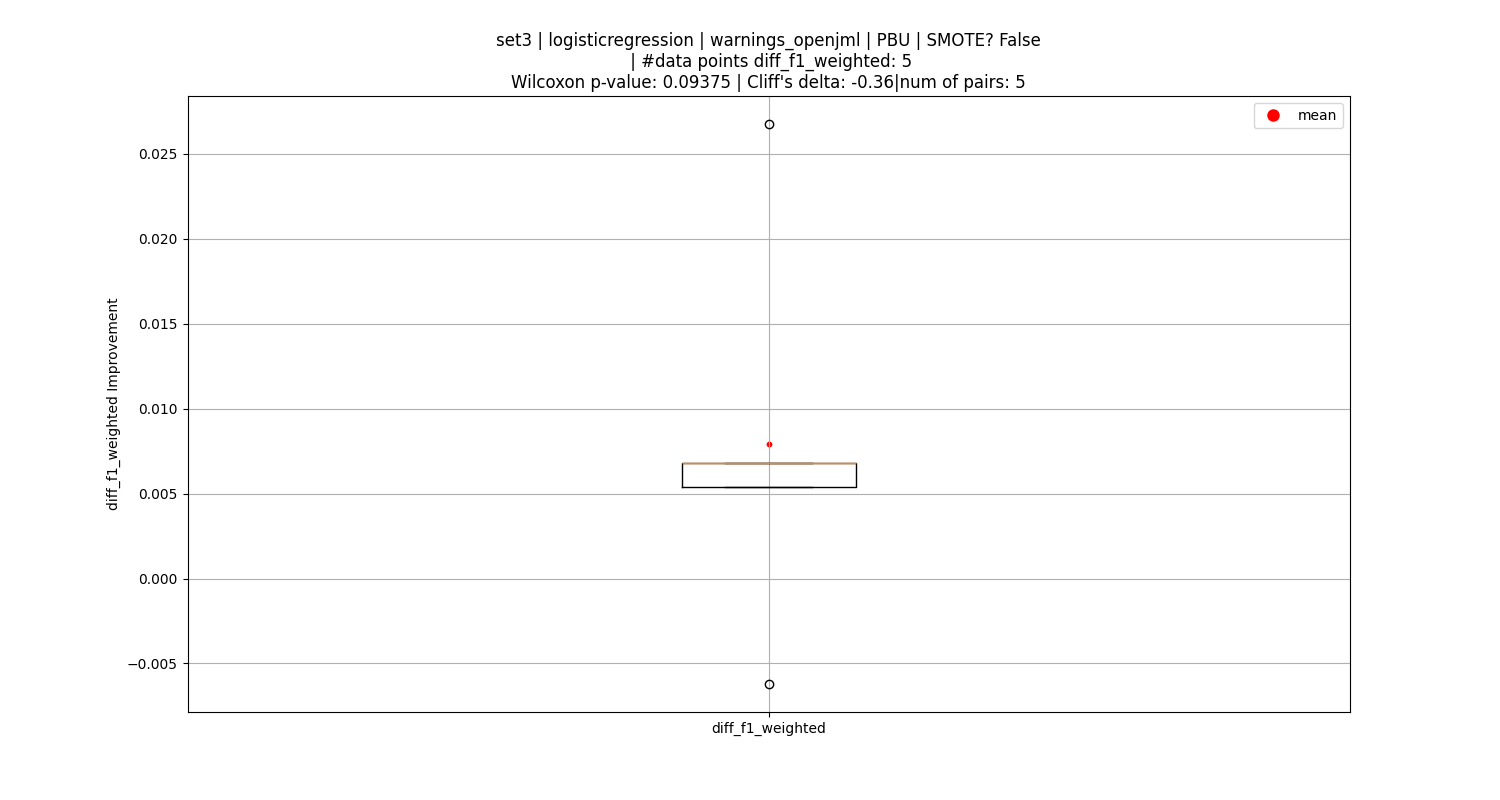 set3 | logisticregression | warnings_openjml | PBU | SMOTE? False
| #data points diff_f1_weighted: 5
Wilcoxon p-value: 0.09375 | Cliff's delta: -0.36|num of pairs: 5
mean
0.025
0.020
0.015
0.010
0.005
0.000
−0.005
diff_f1_weighted Improvement
diff_f1_weighted